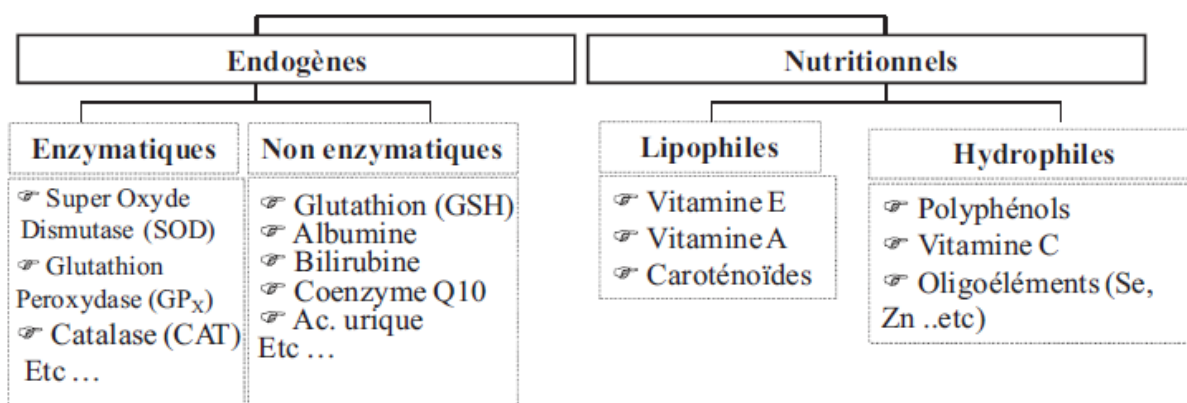 Endogènes
Nutritionnels
Enzymatiques
☞ Super Oxyde
Dismutase (SOD)
☞ Glutathion
Peroxydase (GPX)
☞ Catalase (CAT)
Etc …
Non enzymatiques
☞ Glutathion (GSH)
☞ Albumine
☞ Bilirubine
☞ Coenzyme Q10
☞ Ac. urique
Etc …
Lipophiles
☞ Vitamine E
☞ Vitamine A
☞ Caroténoïdes
Hydrophiles
☞ Polyphénols
☞ Vitamine C
☞ Oligoéléments (Se,
Zn ..etc)